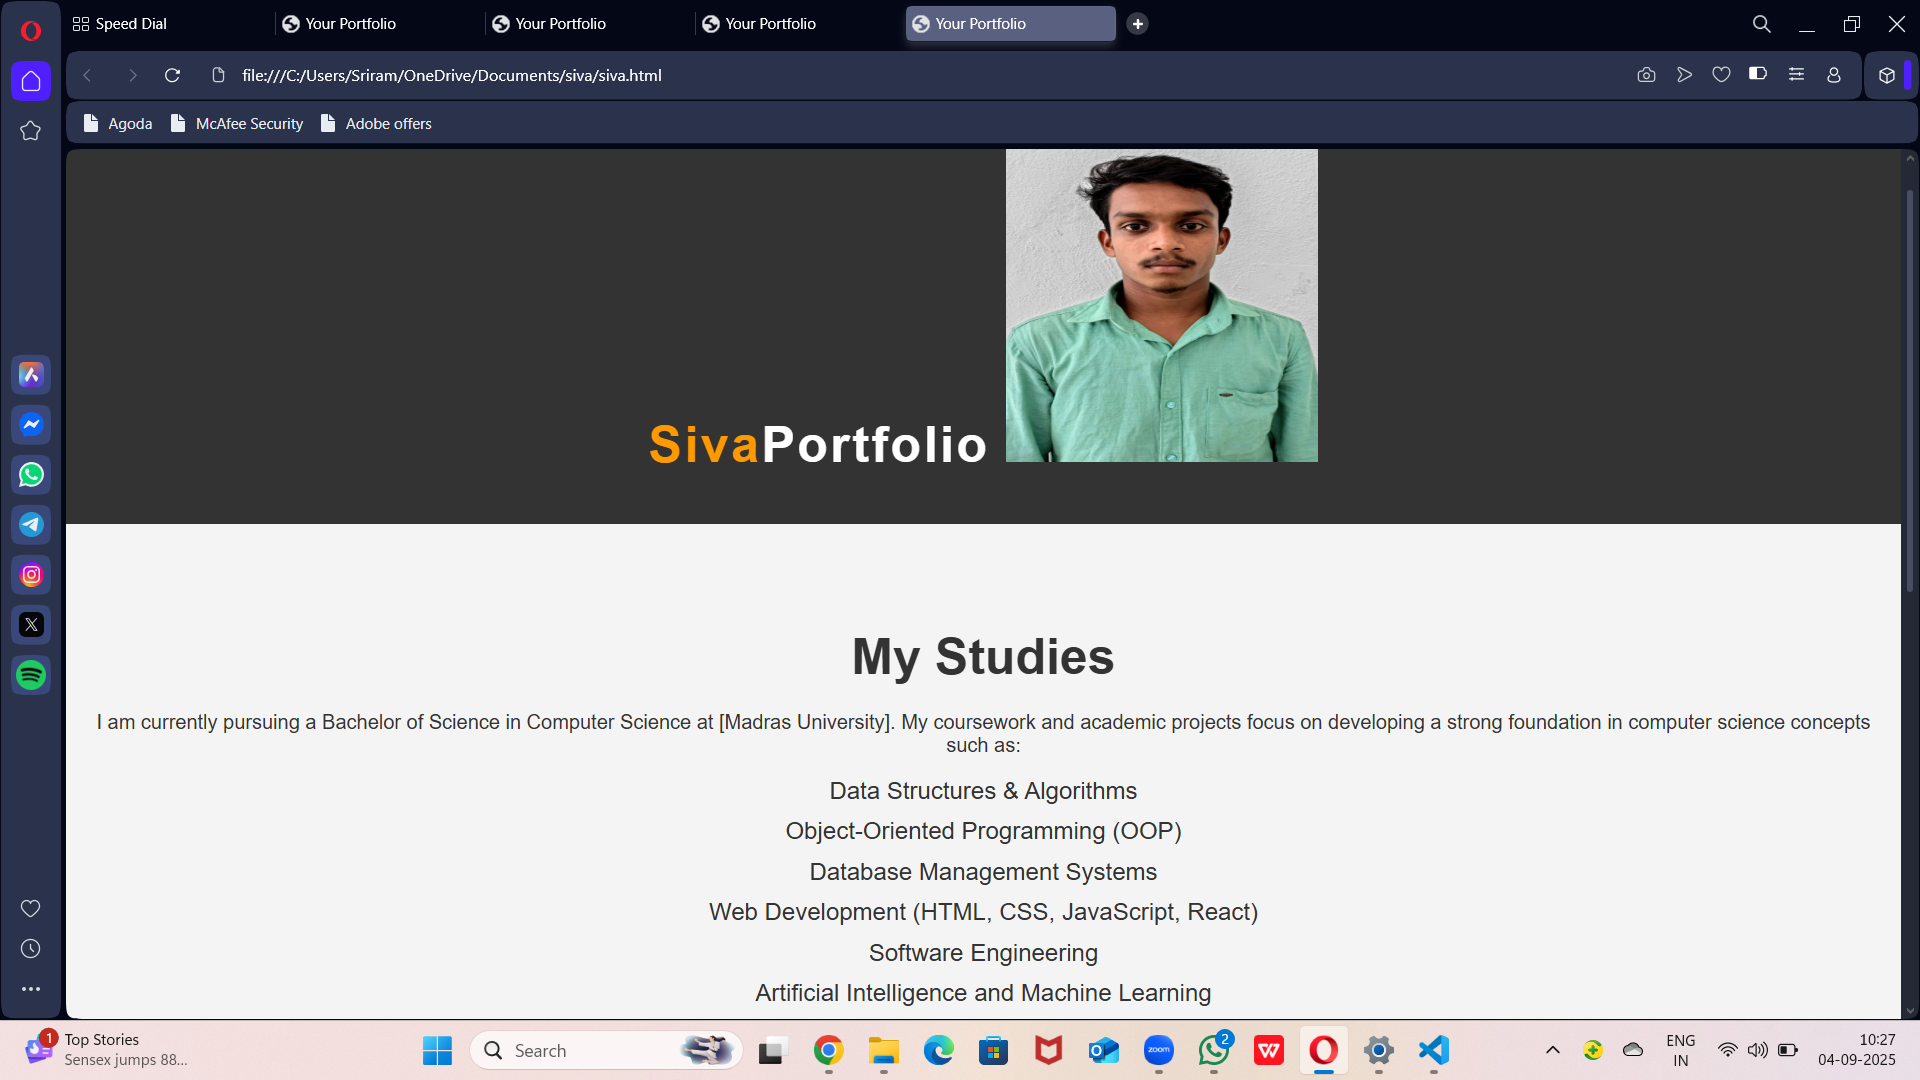 Speed Dial
Your Portfolio
Your Portfolio
Your Portfolio
Your Portfolio
file:///C:/Users/Sriram/OneDrive/Documents/siva/siva.html
Agoda
McAfee Security
Adobe offers
SivaPortfolio
My Studies
I am currently pursuing a Bachelor of Science in Computer Science at [Madras University]. My coursework and academic projects focus on developing a strong foundation in computer science concepts
such as:
Data Structures & Algorithms
Object-Oriented Programming (OOP)
Database Management Systems
Web Development (HTML, CSS, JavaScript, React)
Software Engineering
Artificial Intelligence and Machine Learning
1
Top Stories
Sensex jumps 88...
Search
zoom
2
ENG
IN
10:27
04-09-2025